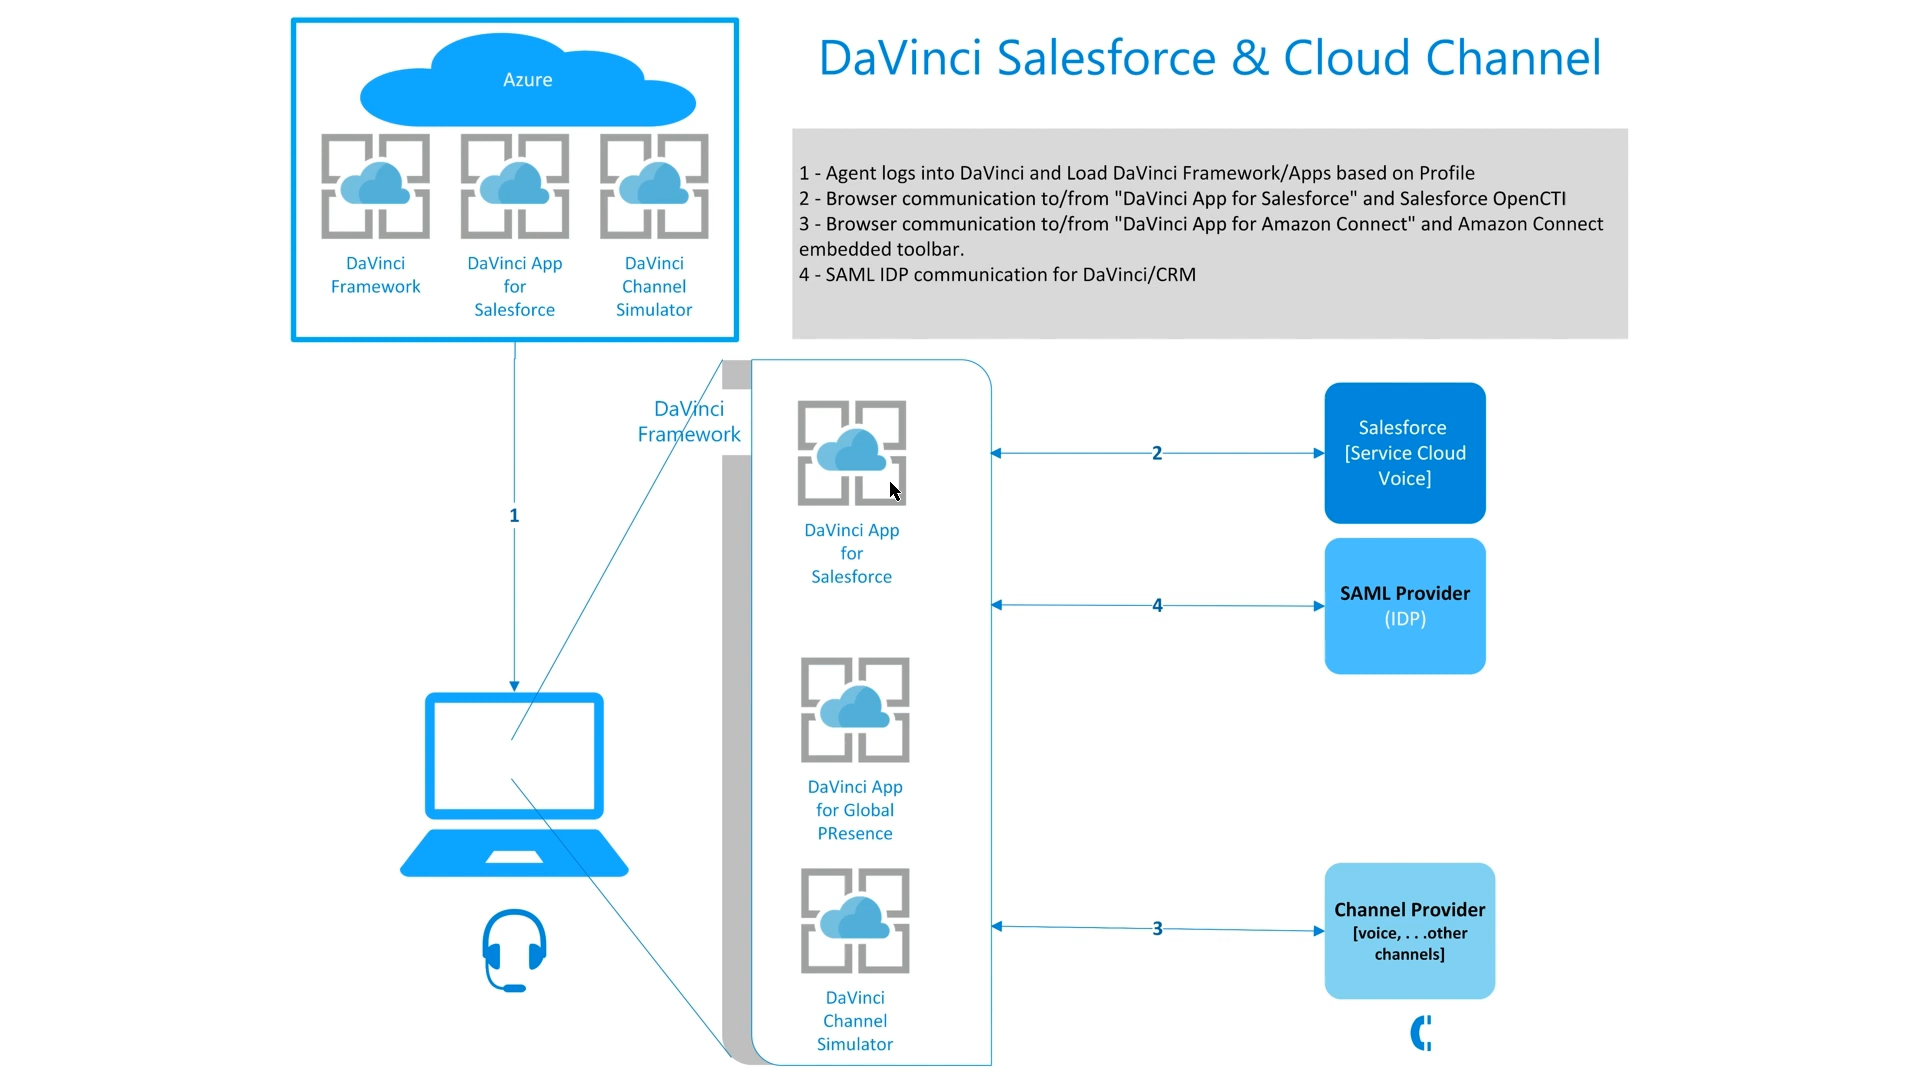 Azure
DaVinci Salesforce & Cloud Channel
DaVinci
Framework
DaVinci App
for
Salesforce
DaVinci
Channel
Simulator
1 - Agent logs into DaVinci and Load DaVinci Framework/Apps based on Profile
2 - Browser communication to/from "DaVinci App for Salesforce" and Salesforce OpenCTI
3 - Browser communication to/from "DaVinci App for Amazon Connect" and Amazon Connect
embedded toolbar.
4 - SAML IDP communication for DaVinci/CRM
1
DaVinci
Framework
DaVinci App
for
Salesforce
2
Salesforce
[Service Cloud
Voice]
4
SAML Provider
(IDP)
DaVinci App
for Global
PResence
DaVinci
Channel
Simulator
3
Channel Provider
[voice, . . .other
channels]